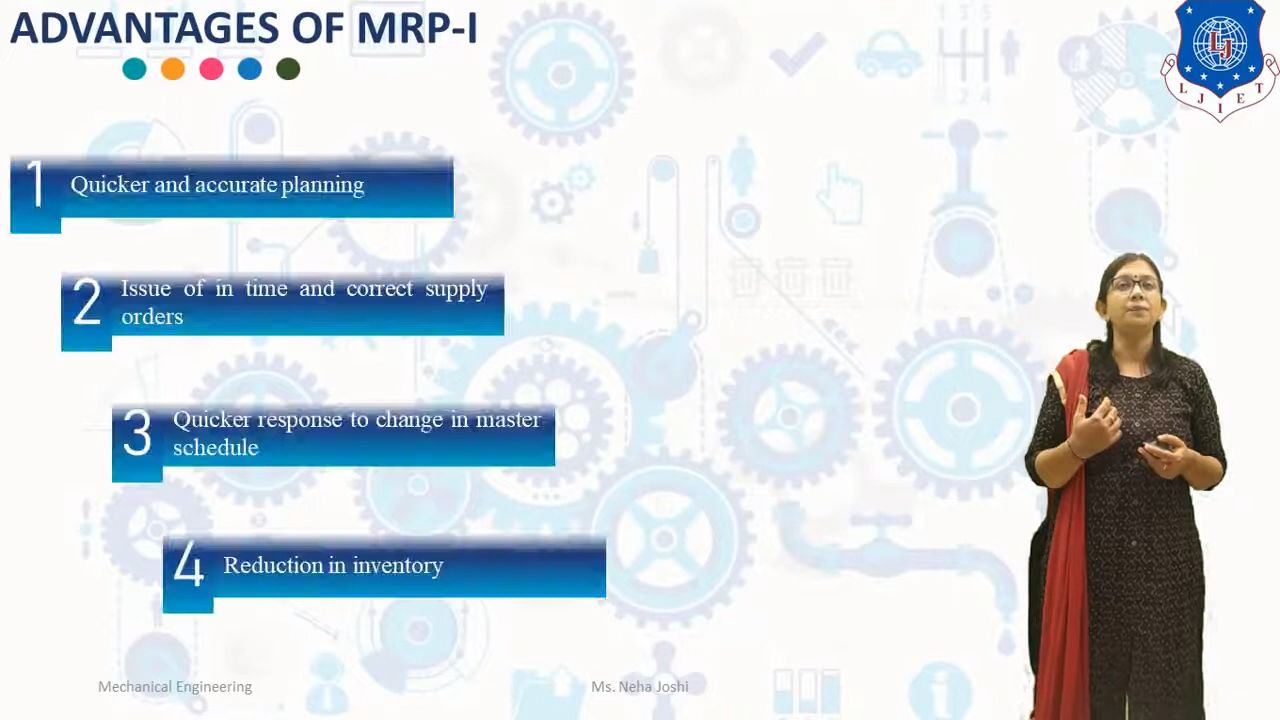 ADVANTAGES OF MRP-I
LJ
L J I E T
1 Quicker and accurate planning
2 Issue of in time and correct supply
orders
3 Quicker response to change in master
schedule
4 Reduction in inventory
Mechanical Engineering
Ms. Neha Joshi